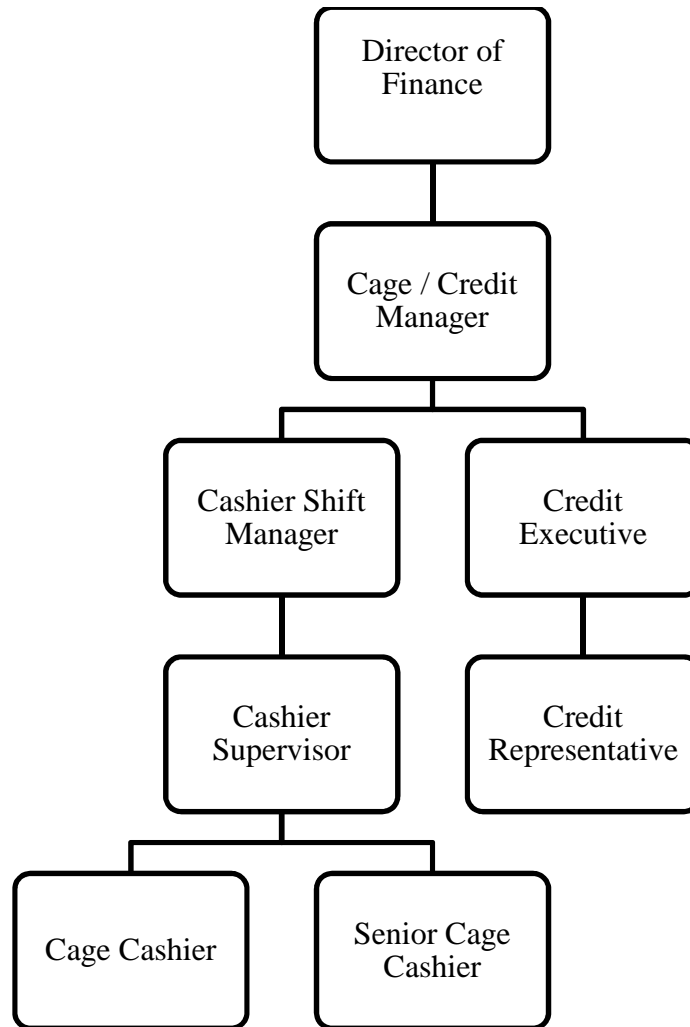 Director of
Finance
Cage / Credit
Manager
Cashier Shift
Manager
Credit
Executive
Cashier
Supervisor
Credit
Representative
Cage Cashier
Senior Cage
Cashier